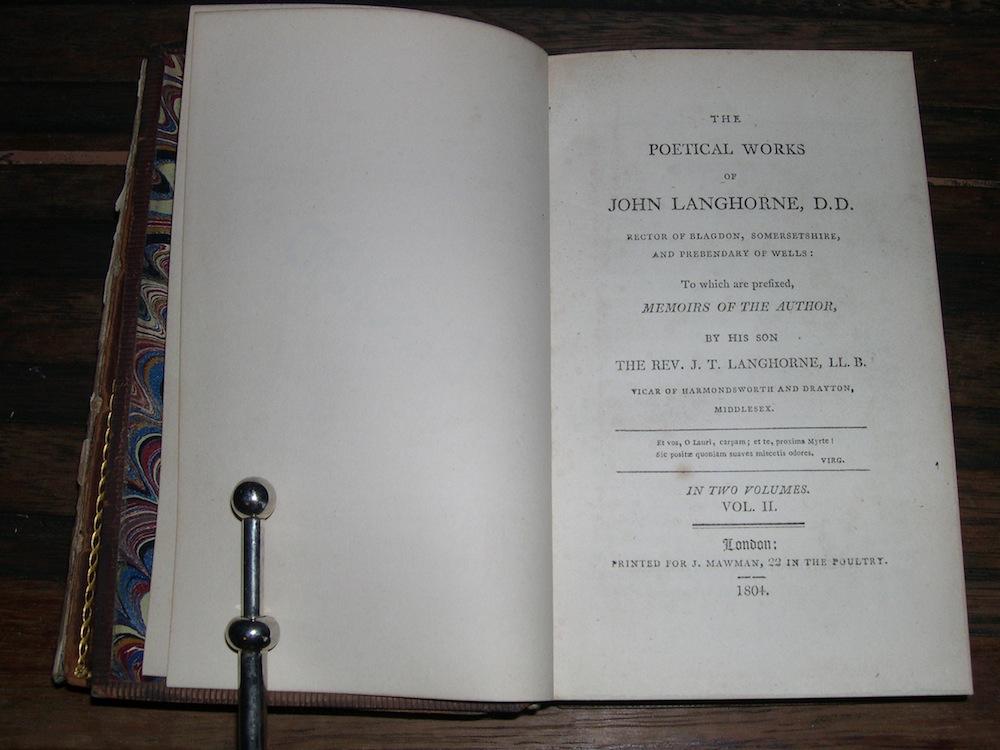 THE
POETICAL WORKS
OF
JOHN LANGHORNE, D.D.
RECTOR OF BLAGDON, SOMERSETSHIRE,
AND PREBENDARY OF WELLS:
To which are prefixed,
MEMOIRS OF THE AUTHOR,
BY HIS SON
THE REV. J. T. LANGHORNE, LL. B.
VICAR OF HARMONDSWORTH AND DRAYTON,
MIDDLESEX.
Et vos, O Lauri, carpam; et te, proxima Myrte!
Sic positæ quoniam suaves miscetis odores.
VIRG.
IN TWO VOLUMES.
VOL. II.
London:
PRINTED FOR J. MAWMAN, 22 IN THE POULTRY.
1804.